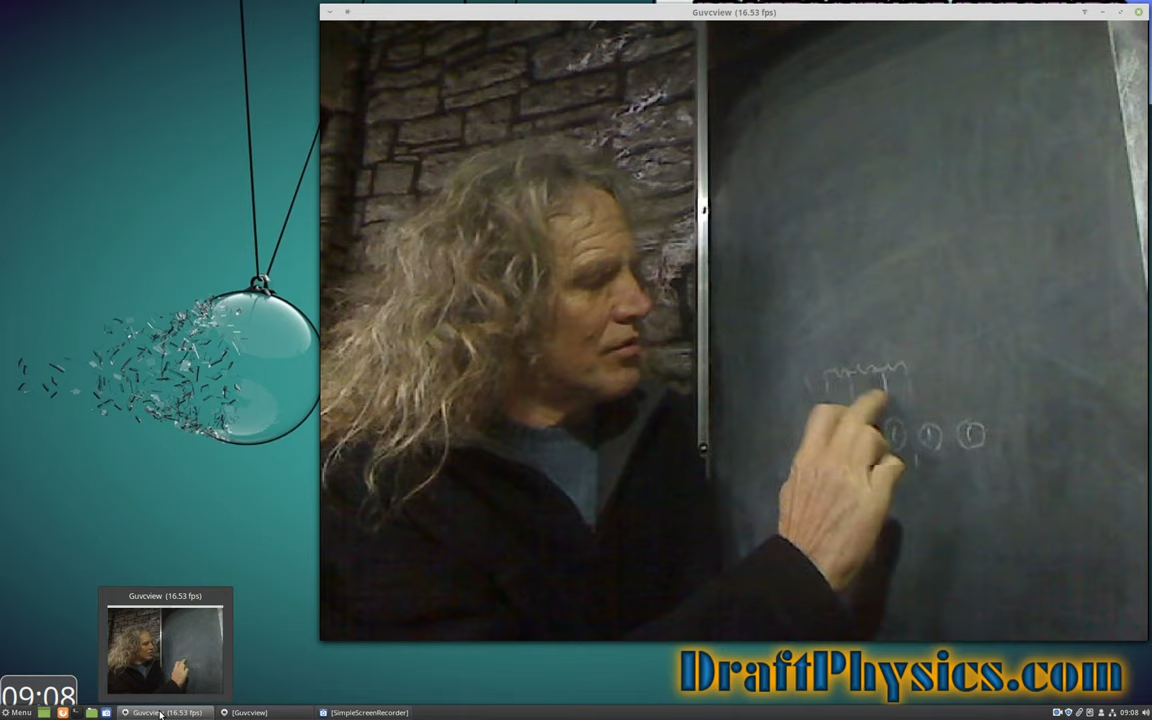 Guvcview (16.53 fps)
Guvcview (16.53 fps)
DraftPhysics.com
09:08
Menu
Guvcview (16.53 fps)
[Guvcview]
[SimpleScreenRecorder]
09:08